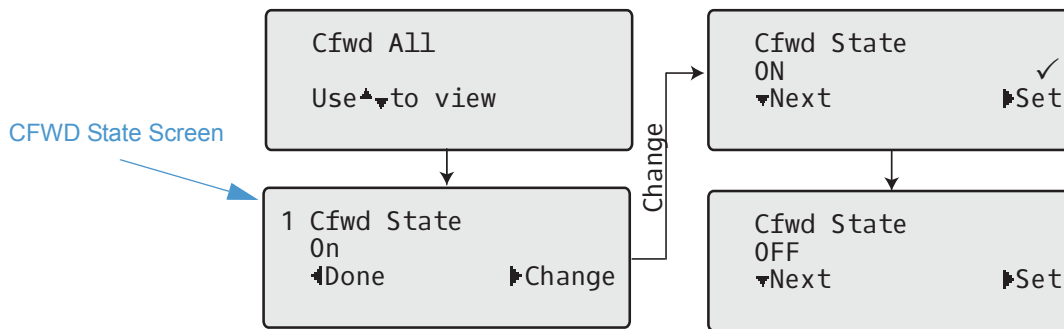 Cfwd All
Use▲▼to view
CFWD State Screen
1 Cfwd State
On
◀Done ▶Change
Change
Cfwd State
ON ✓
▼Next ▶Set
Cfwd State
OFF
▼Next ▶Set